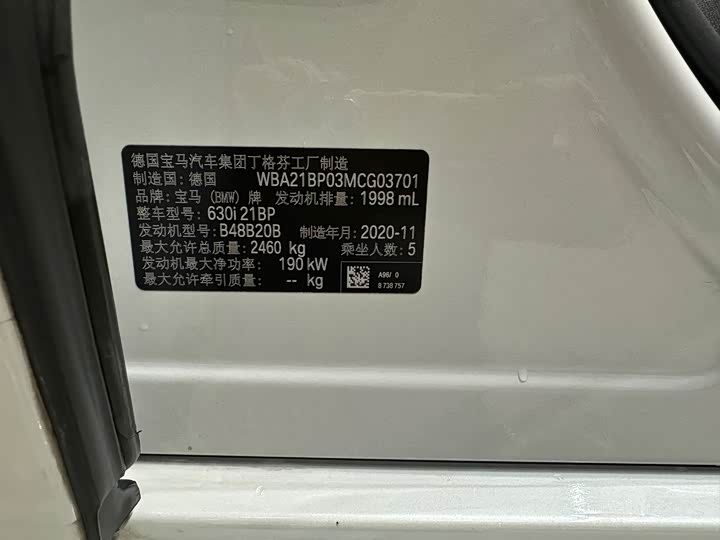 德国宝马汽车集团丁格芬工厂制造
制造国: 德国 WBA21BP03MCG03701
品牌: 宝马 (BMW) 牌 发动机排量: 1998 mL
整车型号: 630i 21BP
发动机型号: B48B20B 制造年月: 2020-11
最大允许总质量: 2460 kg 乘坐人数: 5
发动机最大净功率: 190 kW
最大允许牵引质量: -- kg
A96/ 0
8 738 757